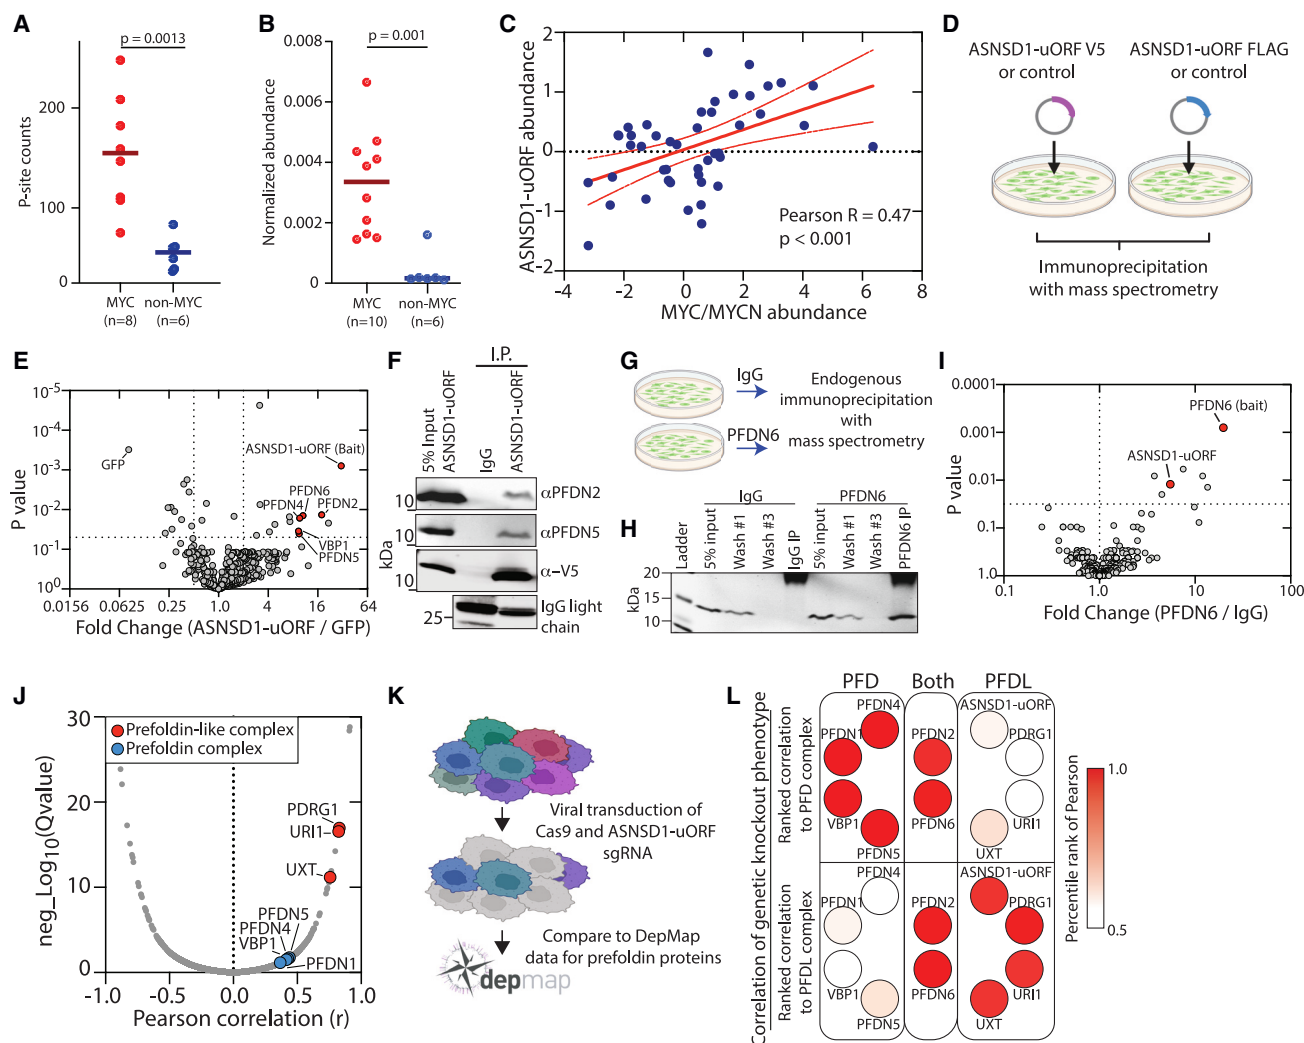 A
p = 0.0013
P-site counts
200
100
0
MYC
(n=8)
non-MYC
(n=6)
B
p = 0.001
Normalized abundance
0.008
0.006
0.004
0.002
0
MYC
(n=10)
non-MYC
(n=6)
C
ASNSD1-uORF abundance
2
1
0
-1
-2
-4
-2
0
2
4
6
8
Pearson R = 0.47
p < 0.001
MYC/MYCN abundance
D
ASNSD1-uORF V5
or control
ASNSD1-uORF FLAG
or control
Immunoprecipitation
with mass spectrometry
E
P value
10-5
10-4
10-3
10-2
10-1
100
GFP
ASNSD1-uORF (Bait)
PFDN6
PFDN4
PFDN2
VBP1
PFDN5
0.0156
0.0625
0.25
1.0
4
16
64
Fold Change (ASNSD1-uORF / GFP)
F
I.P.
5% Input
ASNSD1-uORF
IgG
ASNSD1-uORF
10
αPFDN2
10
αPFDN5
10
α-V5
kDa
25
IgG light
chain
G
IgG
PFDN6
Endogenous
immunoprecipitation
with
mass spectrometry
H
IgG
PFDN6
Ladder
5% input
Wash #1
Wash #3
IgG IP
5% input
Wash #1
Wash #3
PFDN6 IP
kDa
20
15
10
I
P value
0.0001
0.001
0.01
0.1
1.0
PFDN6 (bait)
ASNSD1-uORF
0.1
1.0
10
100
Fold Change (PFDN6 / IgG)
J
neg_Log10(Qvalue)
30
20
10
0
Prefoldin-like complex
Prefoldin complex
PDRG1
URI1
UXT
PFDN5
PFDN4
VBP1
PFDN1
-1.0
-0.5
0.0
0.5
1.0
Pearson correlation (r)
K
Viral transduction of
Cas9 and ASNSD1-uORF
sgRNA
Compare to DepMap
data for prefoldin proteins
depmap
L
PFD
Both
PFDL
Correlation of genetic knockout phenotype
Ranked correlation
to PFD complex
PFDN4
PFDN1
VBP1
PFDN5
PFDN2
PFDN6
ASNSD1-uORF
PDRG1
URI1
UXT
Ranked correlation
to PFDL complex
PFDN4
PFDN1
VBP1
PFDN5
PFDN2
PFDN6
ASNSD1-uORF
PDRG1
URI1
UXT
Percentile rank of Pearson
1.0
0.5